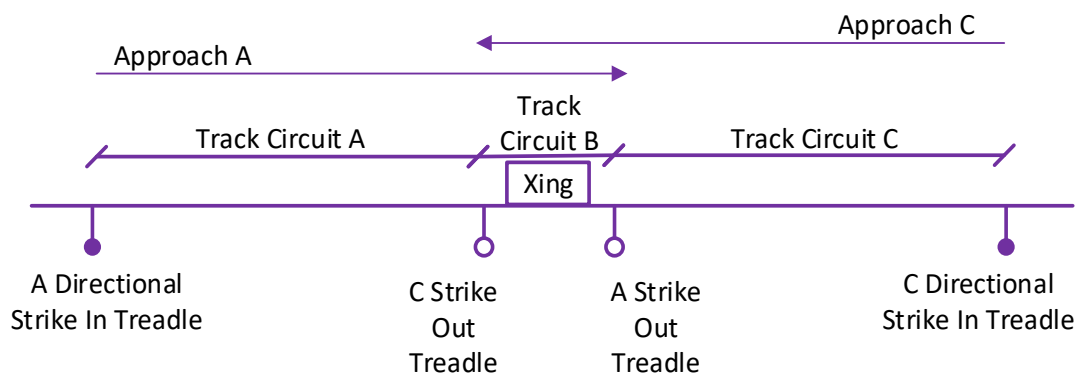 Approach C
Approach A
Track
Circuit B
Track Circuit A
Track Circuit C
Xing
A Directional
Strike In Treadle
C Strike
Out
Treadle
A Strike
Out
Treadle
C Directional
Strike In Treadle